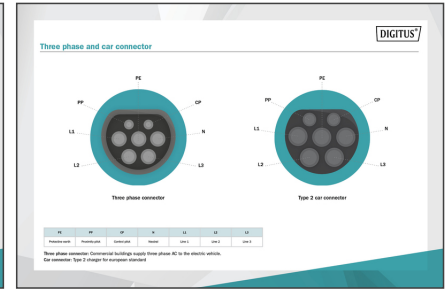 DIGITUS®
Three phase and car connector
PE
PP
CP
L1
N
L2
L3
Three phase connector
PE
PP
CP
L1
N
L2
L3
Type 2 car connector
PE PP CP N L1 L2 L3
Protective earth Proximity pilot Control pilot Neutral Line 1 Line 2 Line 3
Three phase connector: Commercial buildings supply three phase AC to the electric vehicle.
Car connector: Type 2 charger for european standard